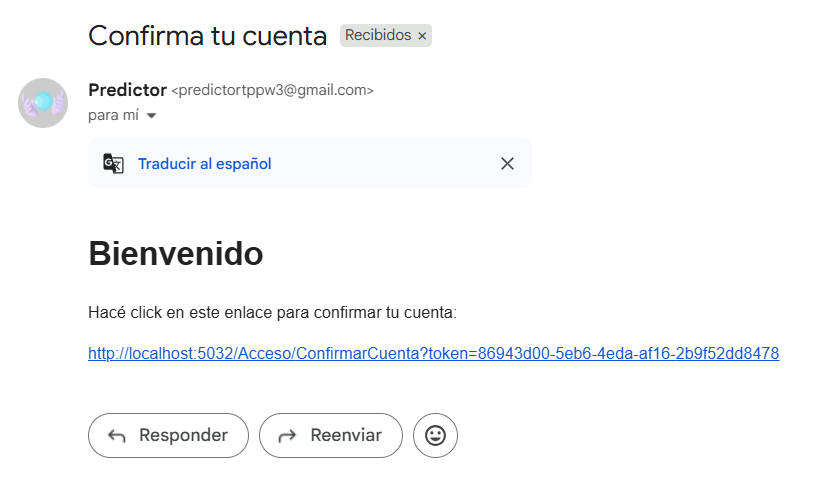 Confirma tu cuenta Recibidos ×
Predictor <predictortppw3@gmail.com>
para mí
Traducir al español
Bienvenido
Hacé click en este enlace para confirmar tu cuenta:
http://localhost:5032/Acceso/ConfirmarCuenta?token=86943d00-5eb6-4eda-af16-2b9f52dd8478
Responder Reenviar